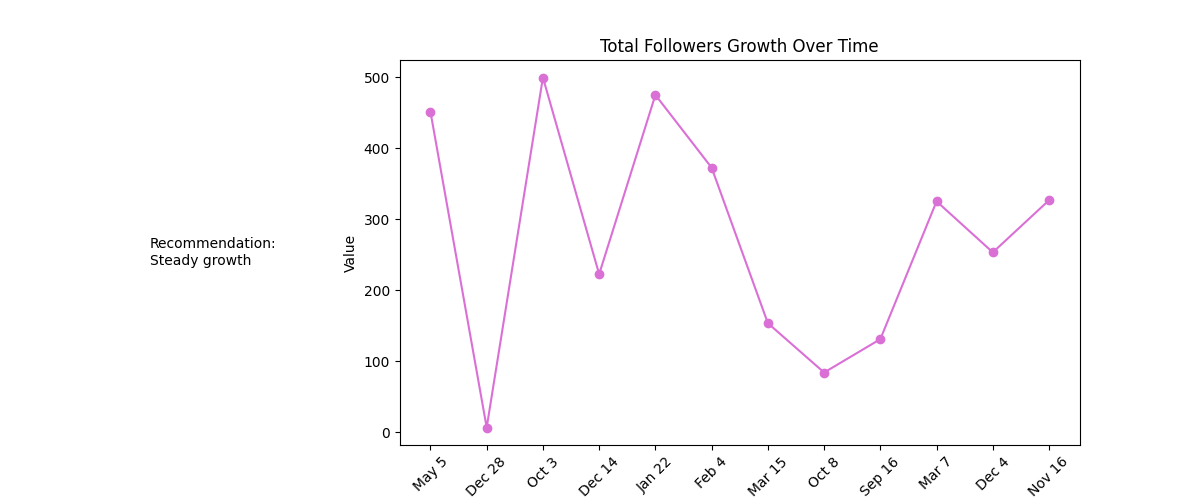 Total Followers Growth Over Time
Recommendation:
Steady growth
Value
500
400
300
200
100
0
May 5
Dec 28
Oct 3
Dec 14
Jan 22
Feb 4
Mar 15
Oct 8
Sep 16
Mar 7
Dec 4
Nov 16